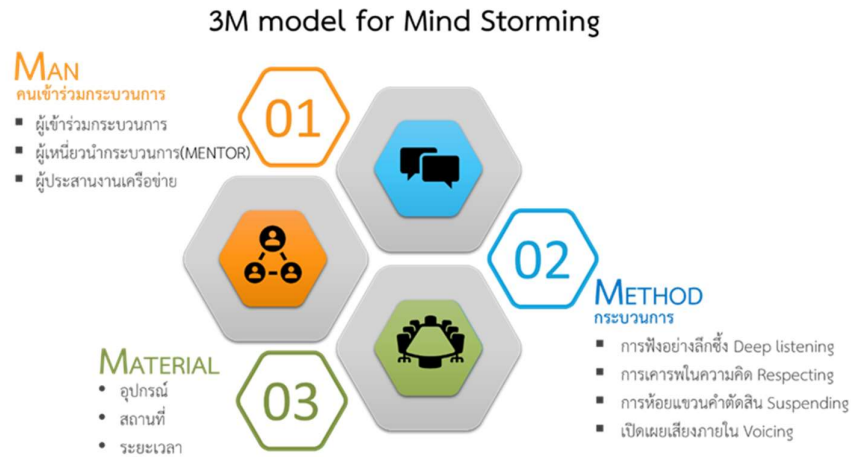 3M model for Mind Storming
MAN
คนเข้าร่วมกระบวนการ
ผู้เข้าร่วมกระบวนการ
ผู้เหนี่ยวนำกระบวนการ(MENTOR)
ผู้ประสานงานเครือข่าย
01
02
METHOD
กระบวนการ
การฟังอย่างลึกซึ้ง Deep listening
การเคารพในความคิด Respecting
การห้อยแขวนคำตัดสิน Suspending
เปิดเผยเสียงภายใน Voicing
MATERIAL
อุปกรณ์
สถานที่
ระยะเวลา
03